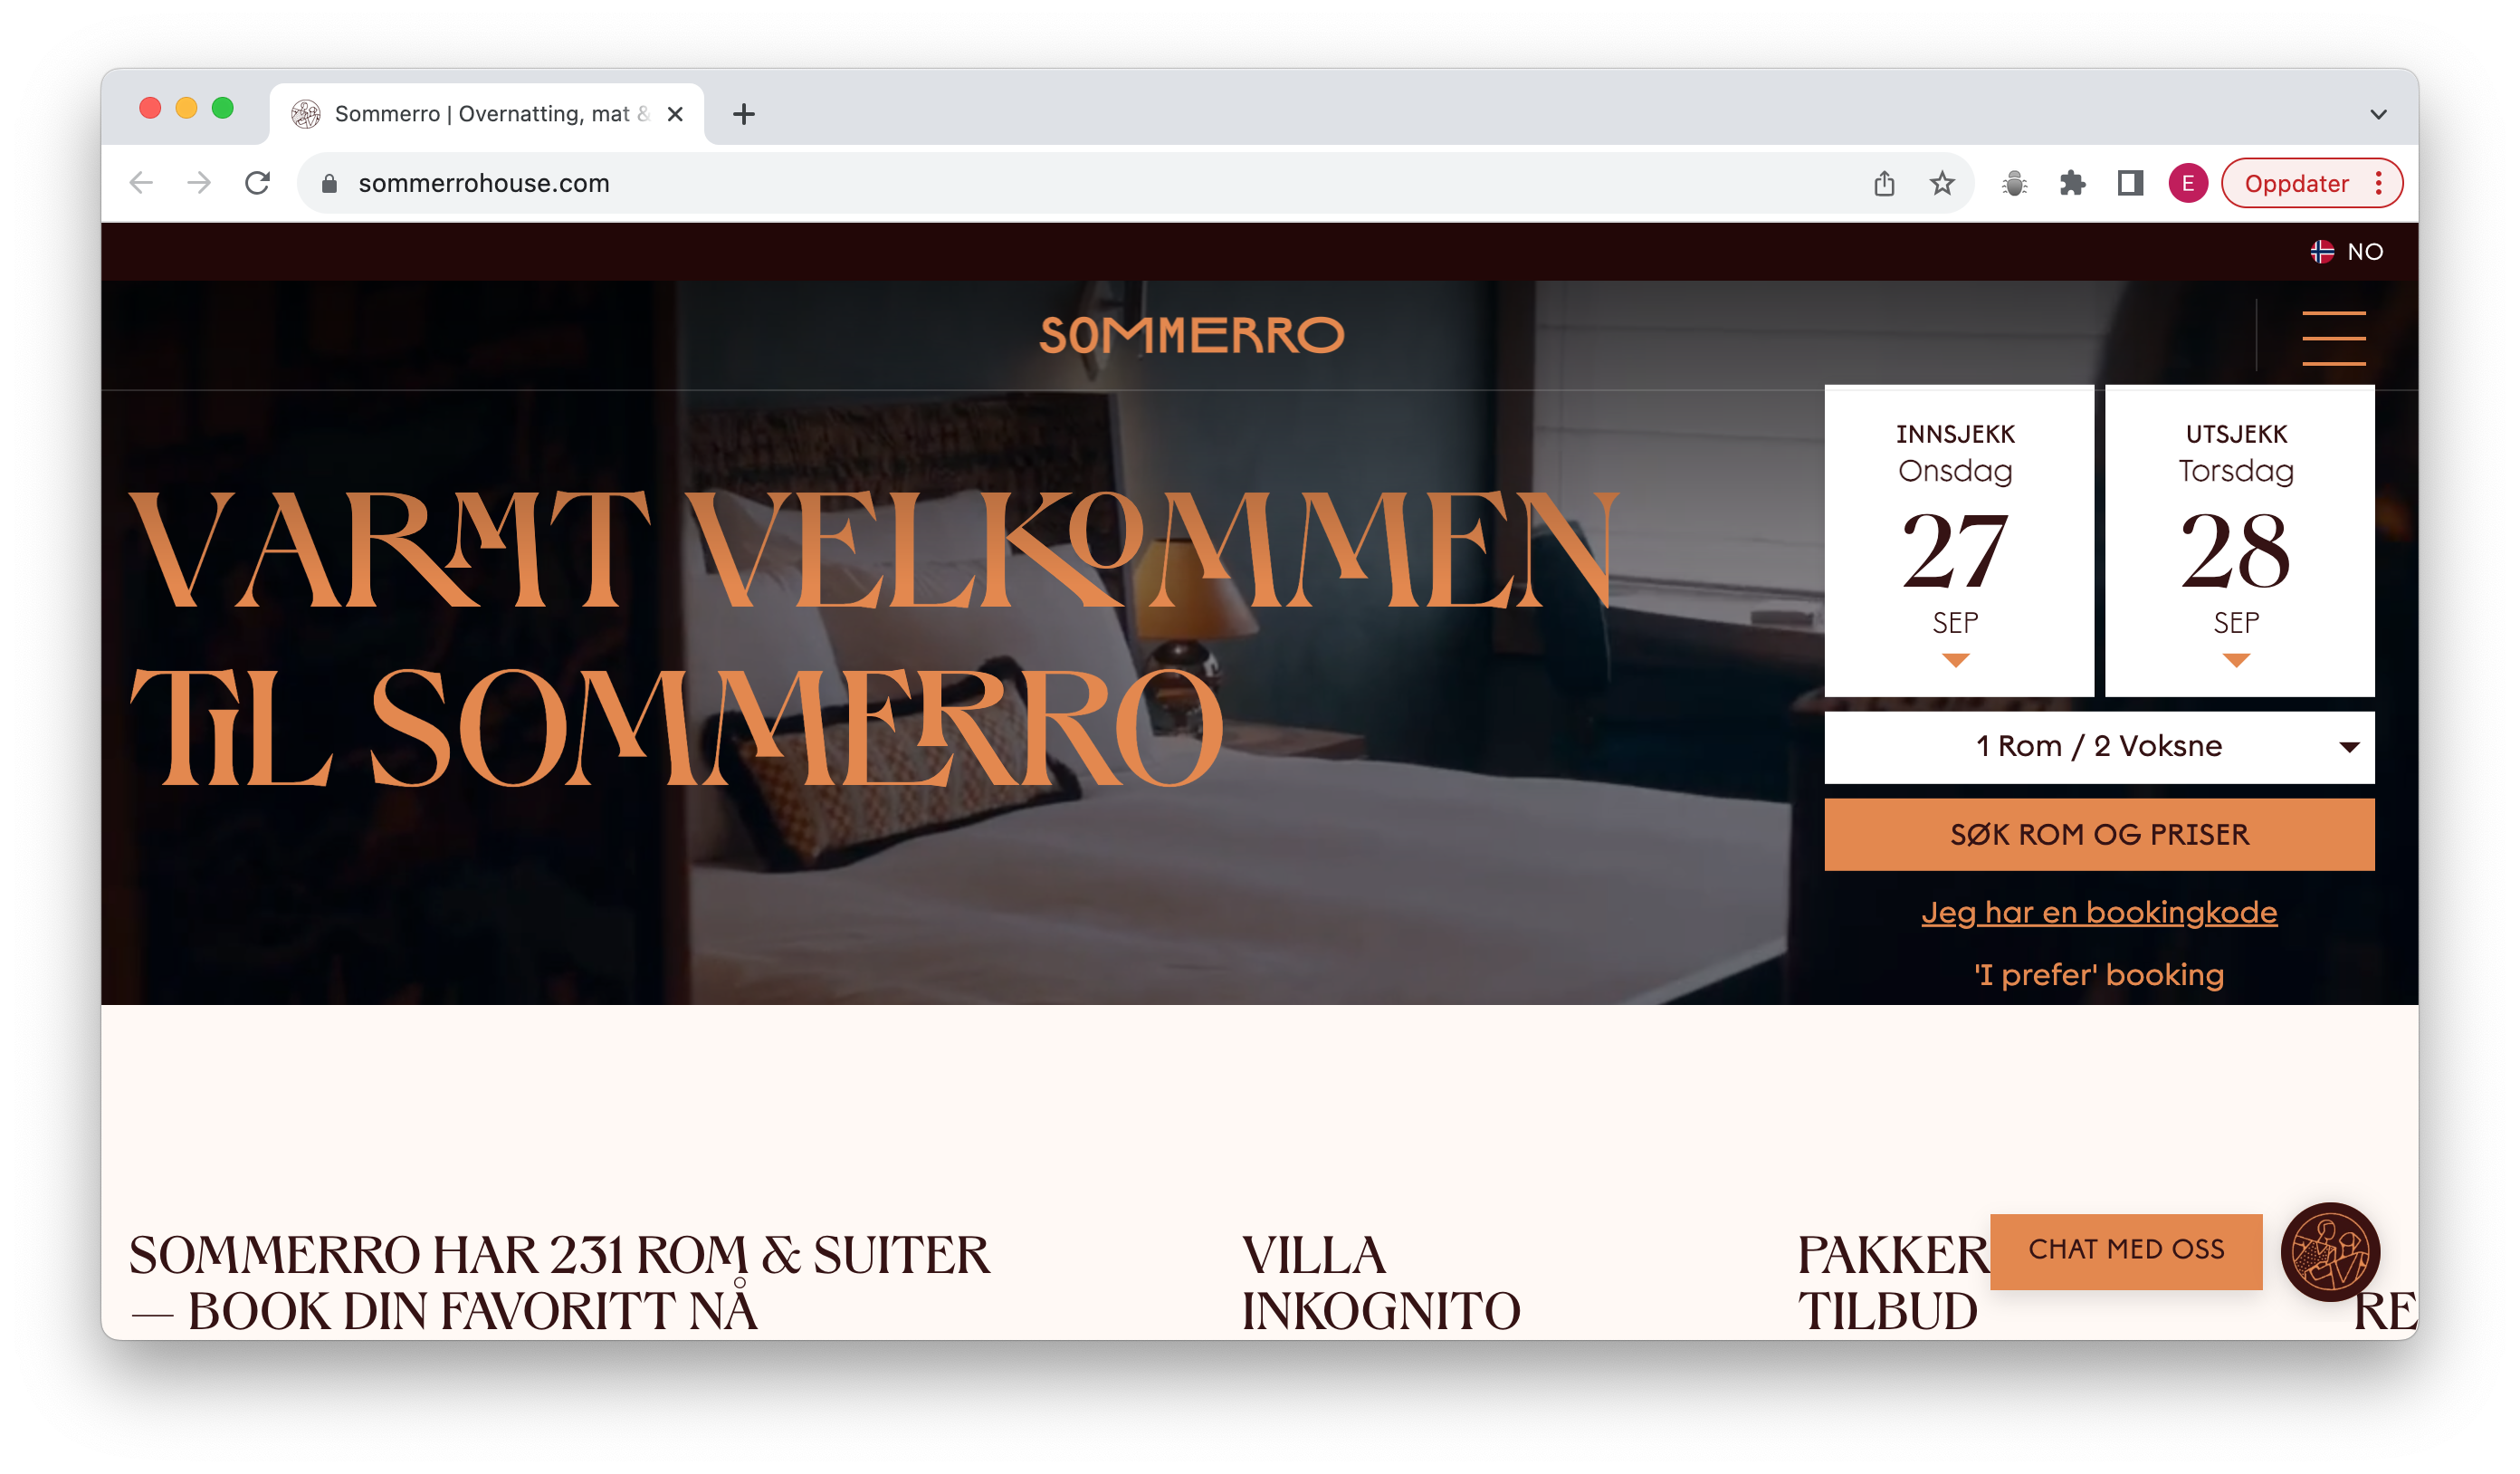 Sommerro | Overnatting, mat &
sommerrohouse.com
E
Oppdater
NO
SOMMERRO
VARMT VELKOMMEN
TIL SOMMERRO
INNSJEKK
Onsdag
27
SEP
UTSJEKK
Torsdag
28
SEP
1 Rom / 2 Voksne
SØK ROM OG PRISER
Jeg har en bookingkode
'I prefer' booking
SOMMERRO HAR 231 ROM & SUITER
— BOOK DIN FAVORITT NÅ
VILLA
INKOGNITO
PAKKER
TILBUD
CHAT MED OSS
RE